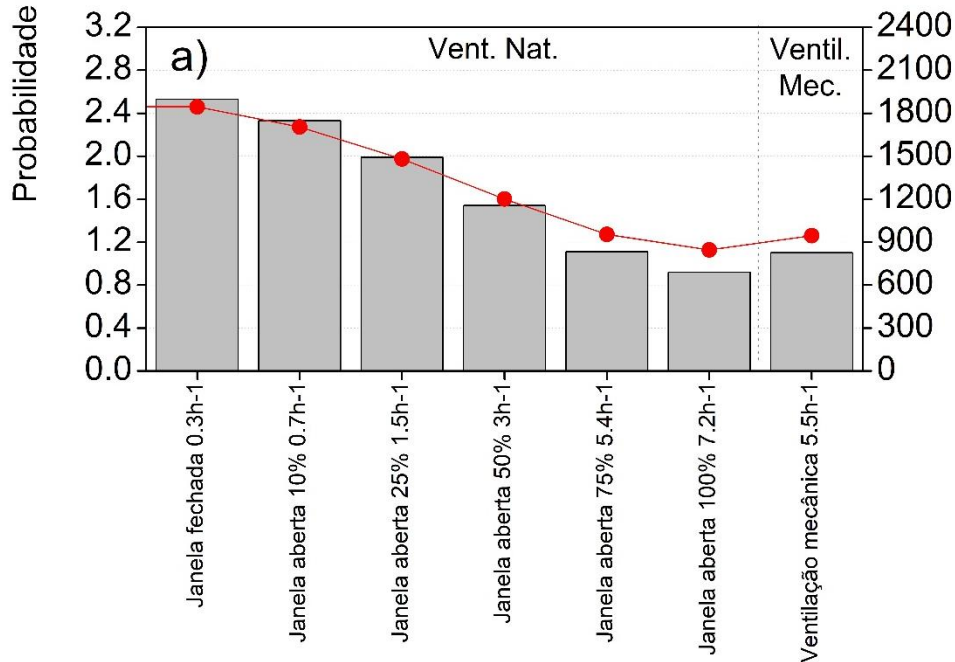 Probabilidade
3.2
2.8
2.4
2.0
1.6
1.2
0.8
0.4
0.0
a)
Vent. Nat.
Ventil.
Mec.
2400
2100
1800
1500
1200
900
600
300
0
Janela fechada 0.3h-1
Janela aberta 10% 0.7h-1
Janela aberta 25% 1.5h-1
Janela aberta 50% 3h-1
Janela aberta 75% 5.4h-1
Janela aberta 100% 7.2h-1
Ventilação mecânica 5.5h-1